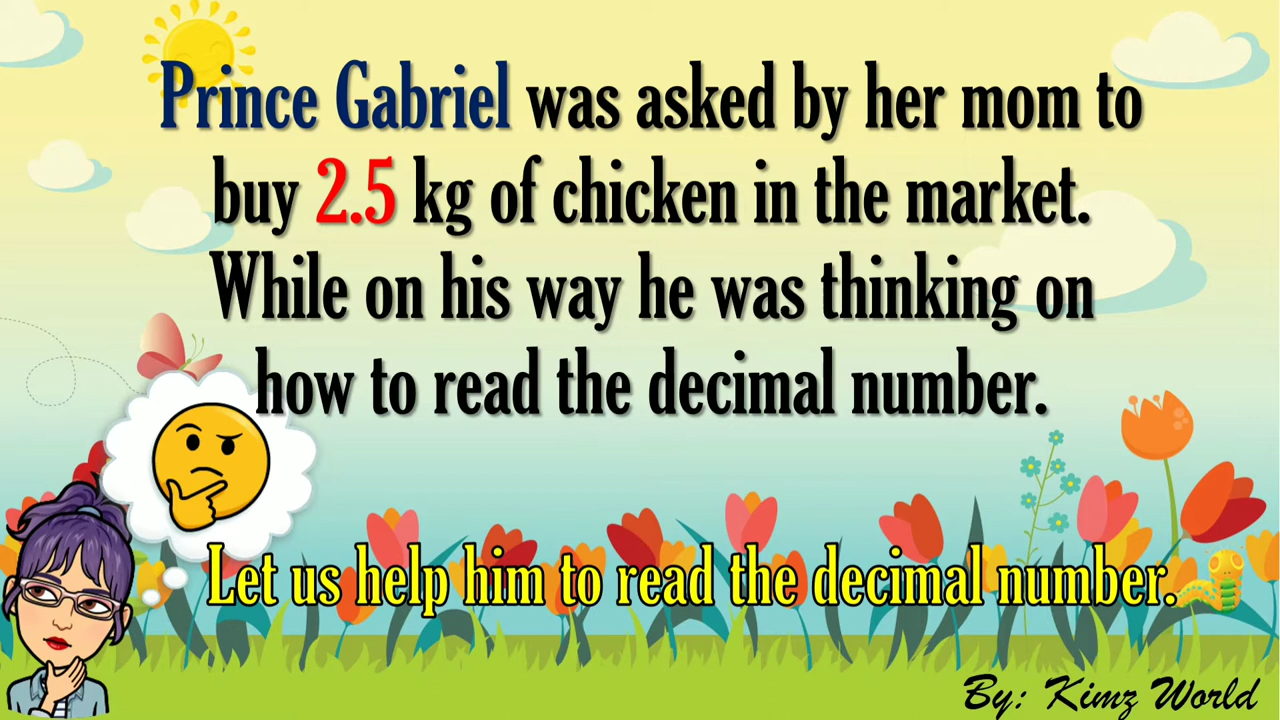 Prince Gabriel was asked by her mom to
buy 2.5 kg of chicken in the market.
While on his way he was thinking on
how to read the decimal number.
Let us help him to read the decimal number.
By: Kimz World